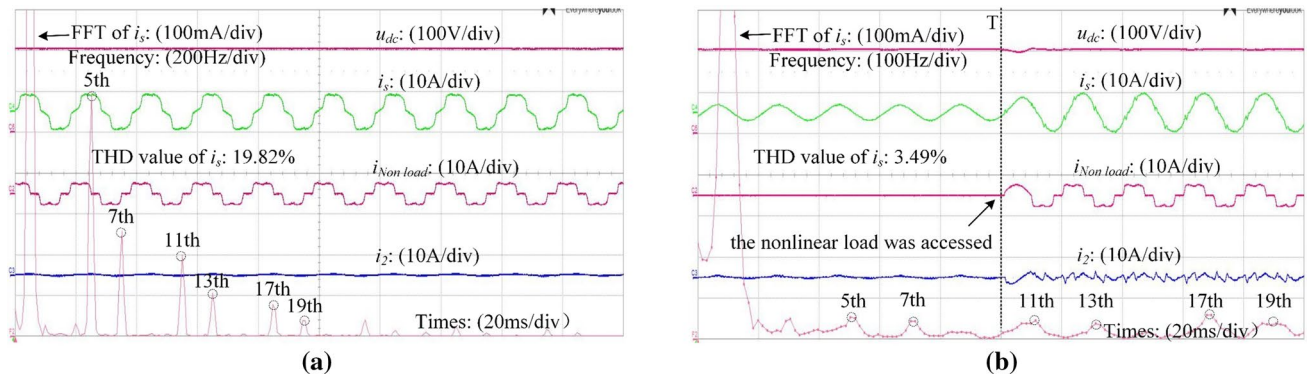 FFT of is: (100mA/div)
udc: (100V/div)
Frequency: (200Hz/div)
5th
is: (10A/div)
THD value of is: 19.82%
iNon load: (10A/div)
7th
11th
i2: (10A/div)
13th
17th
19th
Times: (20ms/div)
(a)
T
FFT of is: (100mA/div)
udc: (100V/div)
Frequency: (100Hz/div)
is: (10A/div)
THD value of is: 3.49%
iNon load: (10A/div)
the nonlinear load was accessed
i2: (10A/div)
5th
7th
11th
13th
17th
19th
Times: (20ms/div)
(b)